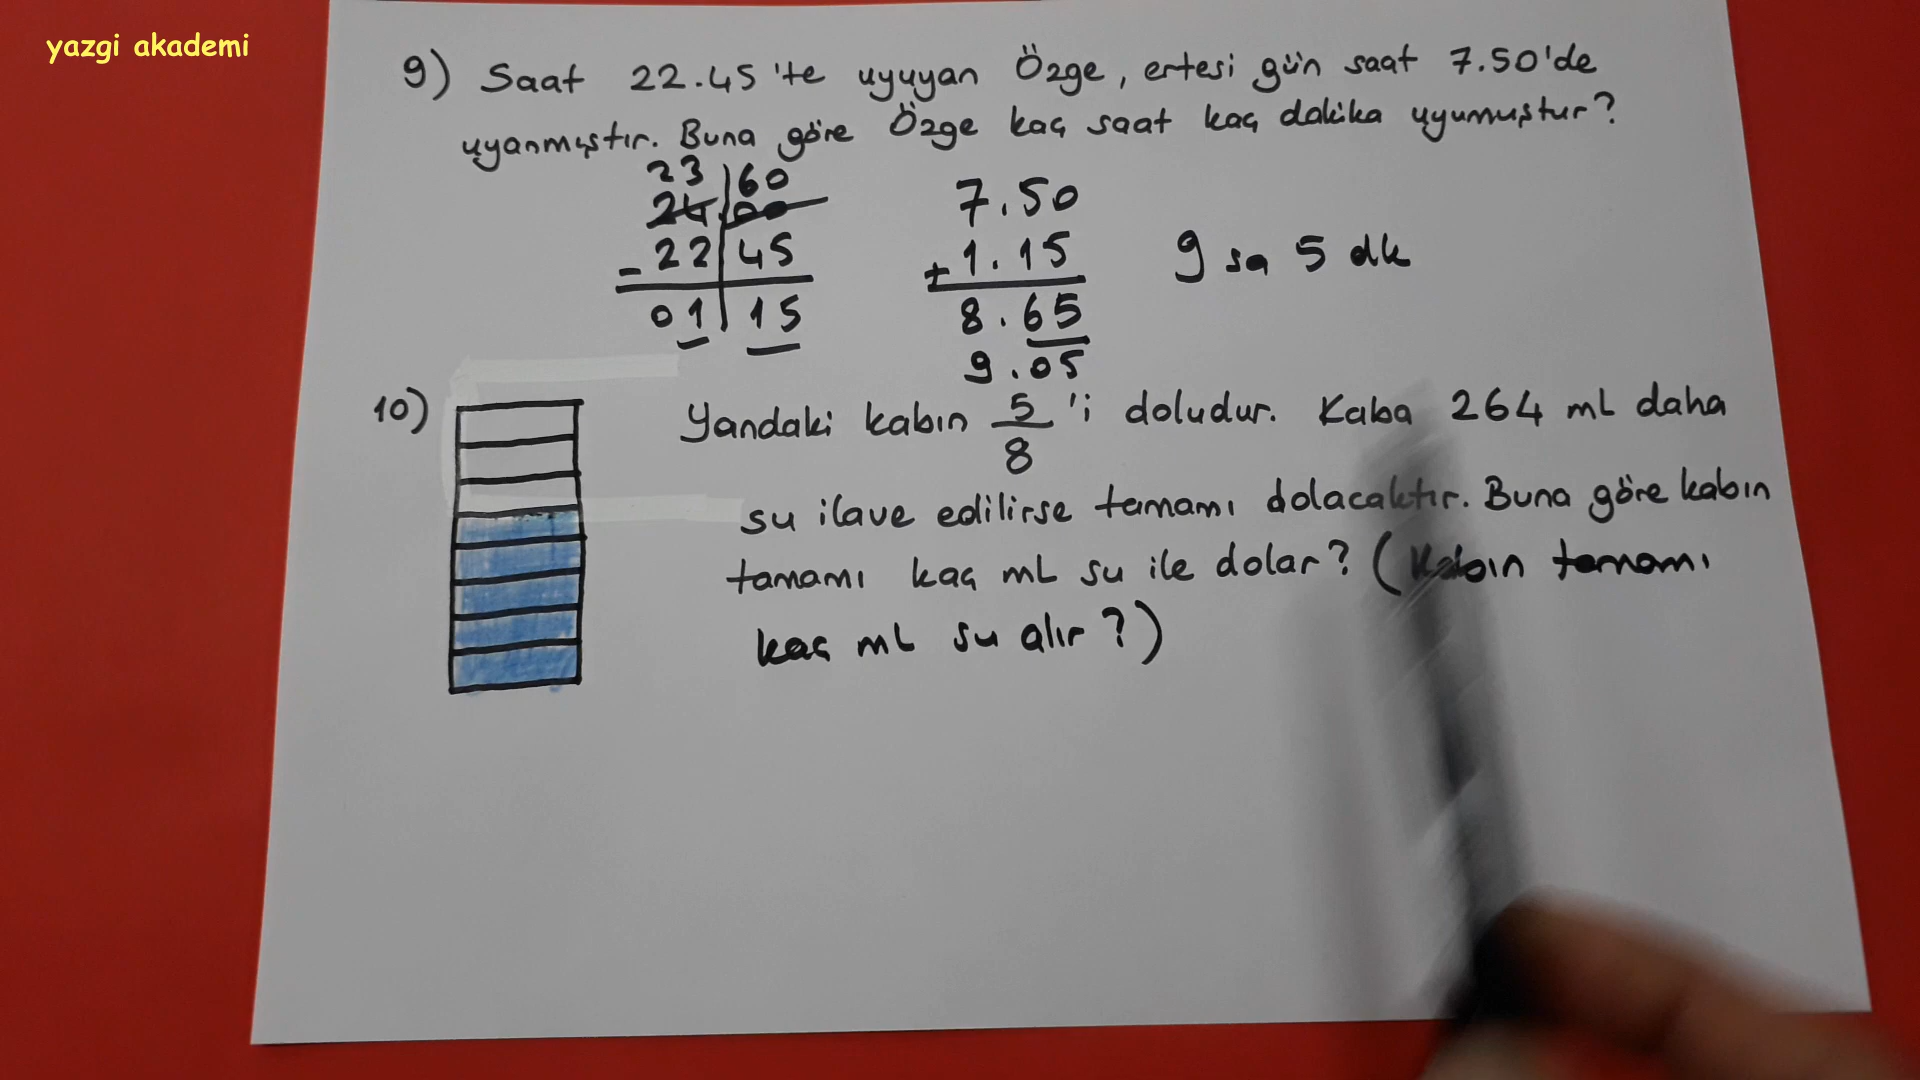 yazgi akademi
9) Saat 22.45'te uyuyan Özge, ertesi gün saat 7.50'de
uyanmıştır. Buna göre Özge kaç saat kaç dakika uyumuştur?
23 | 60
24.00
- 22 | 45
01 | 15
7.50
+ 1.15
8.65
9.05
9 sa 5 dk
10) Yandaki kabın 5/8'i doludur. Kaba 264 mL daha
su ilave edilirse tamamı dolacaktır. Buna göre kabın
tamamı kaç mL su ile dolar? (Kabın tamamı
kaç mL su alır?)